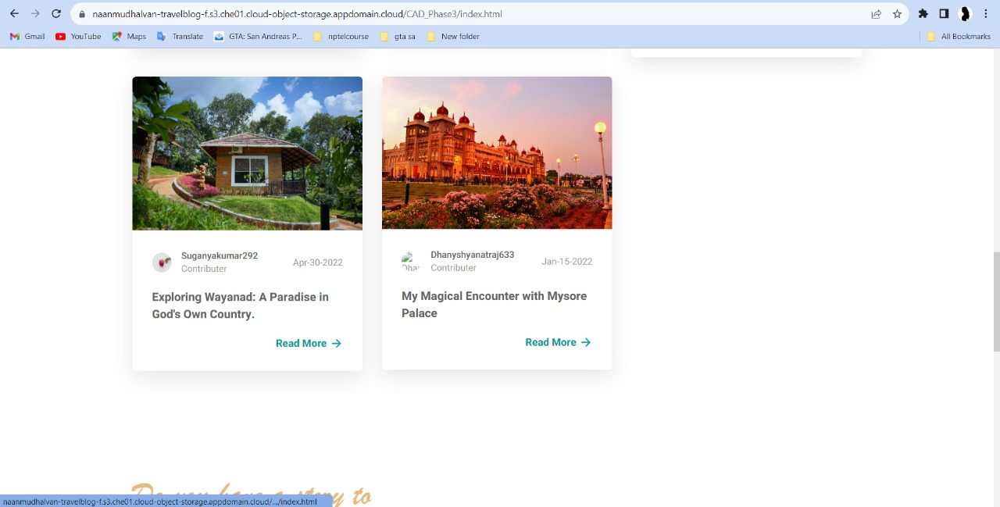 naanmudhalvan-travelblog-f.s3.che01.cloud-object-storage.appdomain.cloud/CAD_Phase3/index.html
Gmail YouTube Maps Translate GTA: San Andreas P... nptelcourse gta sa New folder All Bookmarks
Suganyakumar292
Contributer
Apr-30-2022
Exploring Wayanad: A Paradise in
God's Own Country.
Read More →
Dhanyshyanatraj633
Contributer
Jan-15-2022
My Magical Encounter with Mysore
Palace
Read More →
Do you have a story to
naanmudhalvan-travelblog-f.s3.che01.cloud-object-storage.appdomain.cloud/.../index.html